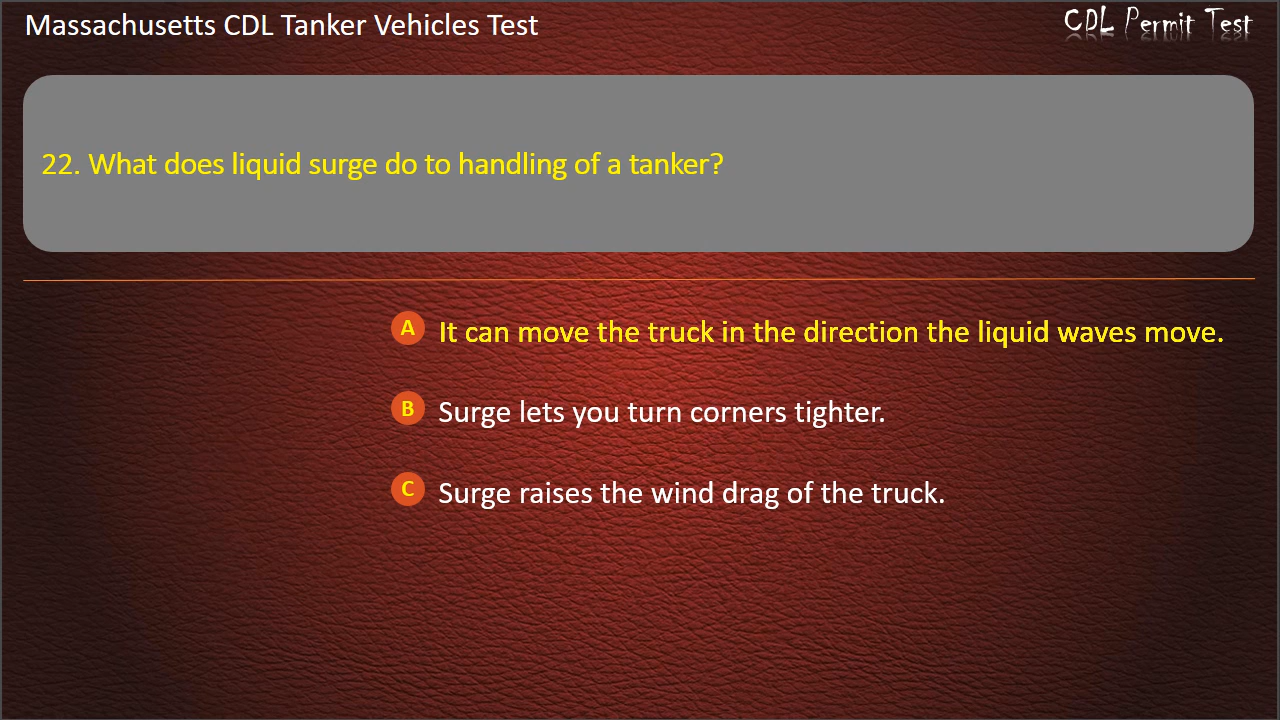 Massachusetts CDL Tanker Vehicles Test
CDL Permit Test
22. What does liquid surge do to handling of a tanker?
A It can move the truck in the direction the liquid waves move.
B Surge lets you turn corners tighter.
C Surge raises the wind drag of the truck.